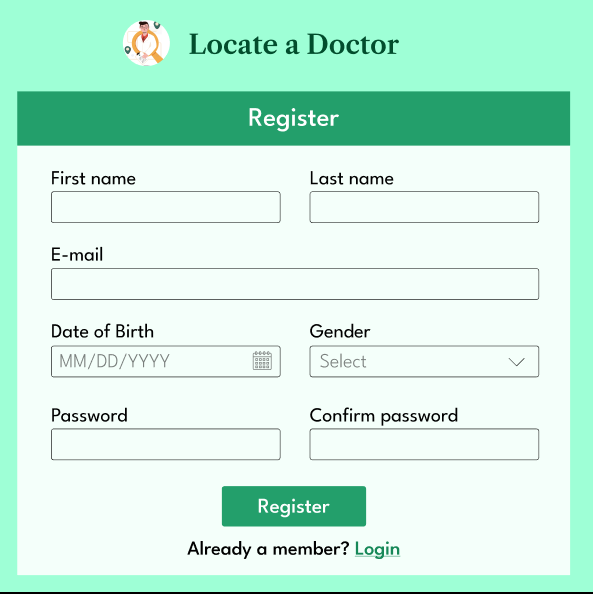 Locate a Doctor
Register
First name Last name
E-mail
Date of Birth Gender
MM/DD/YYYY Select
Password Confirm password
Register
Already a member? Login